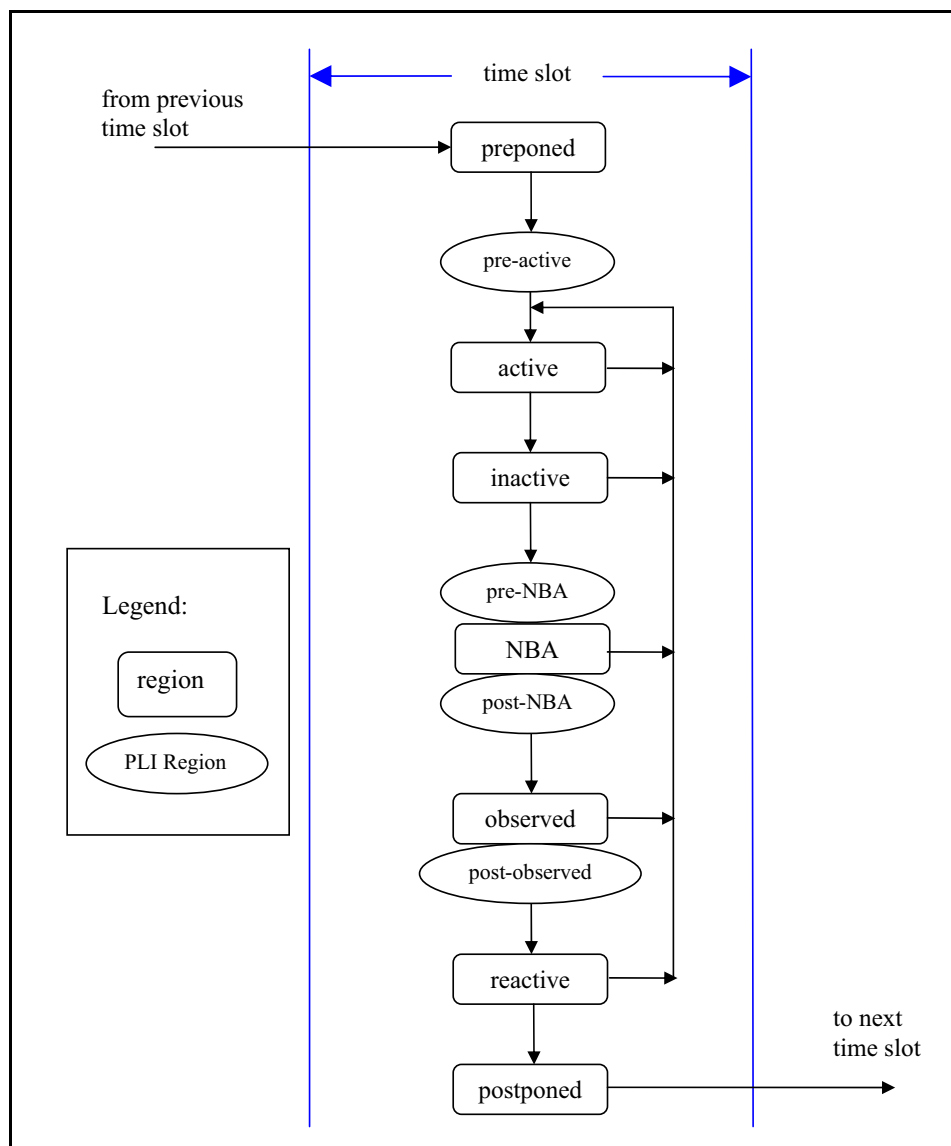 time slot
from previous
time slot
preponed
pre-active
active
inactive
pre-NBA
Legend:
NBA
region
post-NBA
PLI Region
observed
post-observed
reactive
to next
time slot
postponed